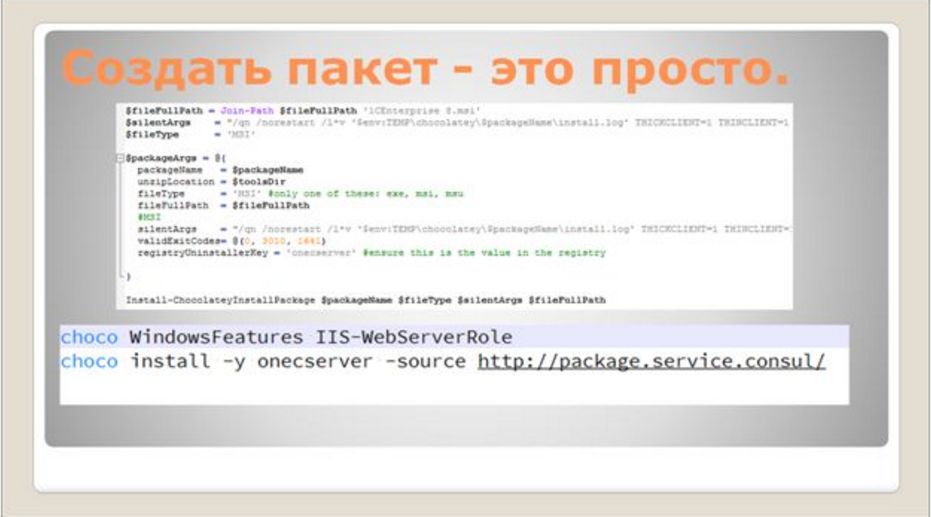 Создать пакет - это просто.
$fileFullPath = Join-Path $fileFullPath '1CEnterprise 8.msi'
$silentArgs = "/qn /norestart /l*v '$env:TEMP\chocolatey\$packageName\install.log' THICKCLIENT=1 THINCLIENT=1
$fileType = 'MSI'
$packageArgs = @{
packageName = $packageName
unzipLocation = $toolsDir
fileType = 'MSI' #only one of these: exe, msi, msu
fileFullPath = $fileFullPath
#MSI
silentArgs = "/qn /norestart /l*v '$env:TEMP\chocolatey\$packageName\install.log' THICKCLIENT=1 THINCLIENT=
validExitCodes= @(0, 3010, 1641)
registryUninstallerKey = 'onecserver' #ensure this is the value in the registry
}
Install-ChocolateyInstallPackage $packageName $fileType $silentArgs $fileFullPath
choco WindowsFeatures IIS-WebServerRole
choco install -y onecserver -source http://package.service.consul/